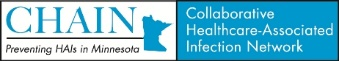 CHAIN
Preventing HAIs in Minnesota
Collaborative
Healthcare-Associated
Infection Network